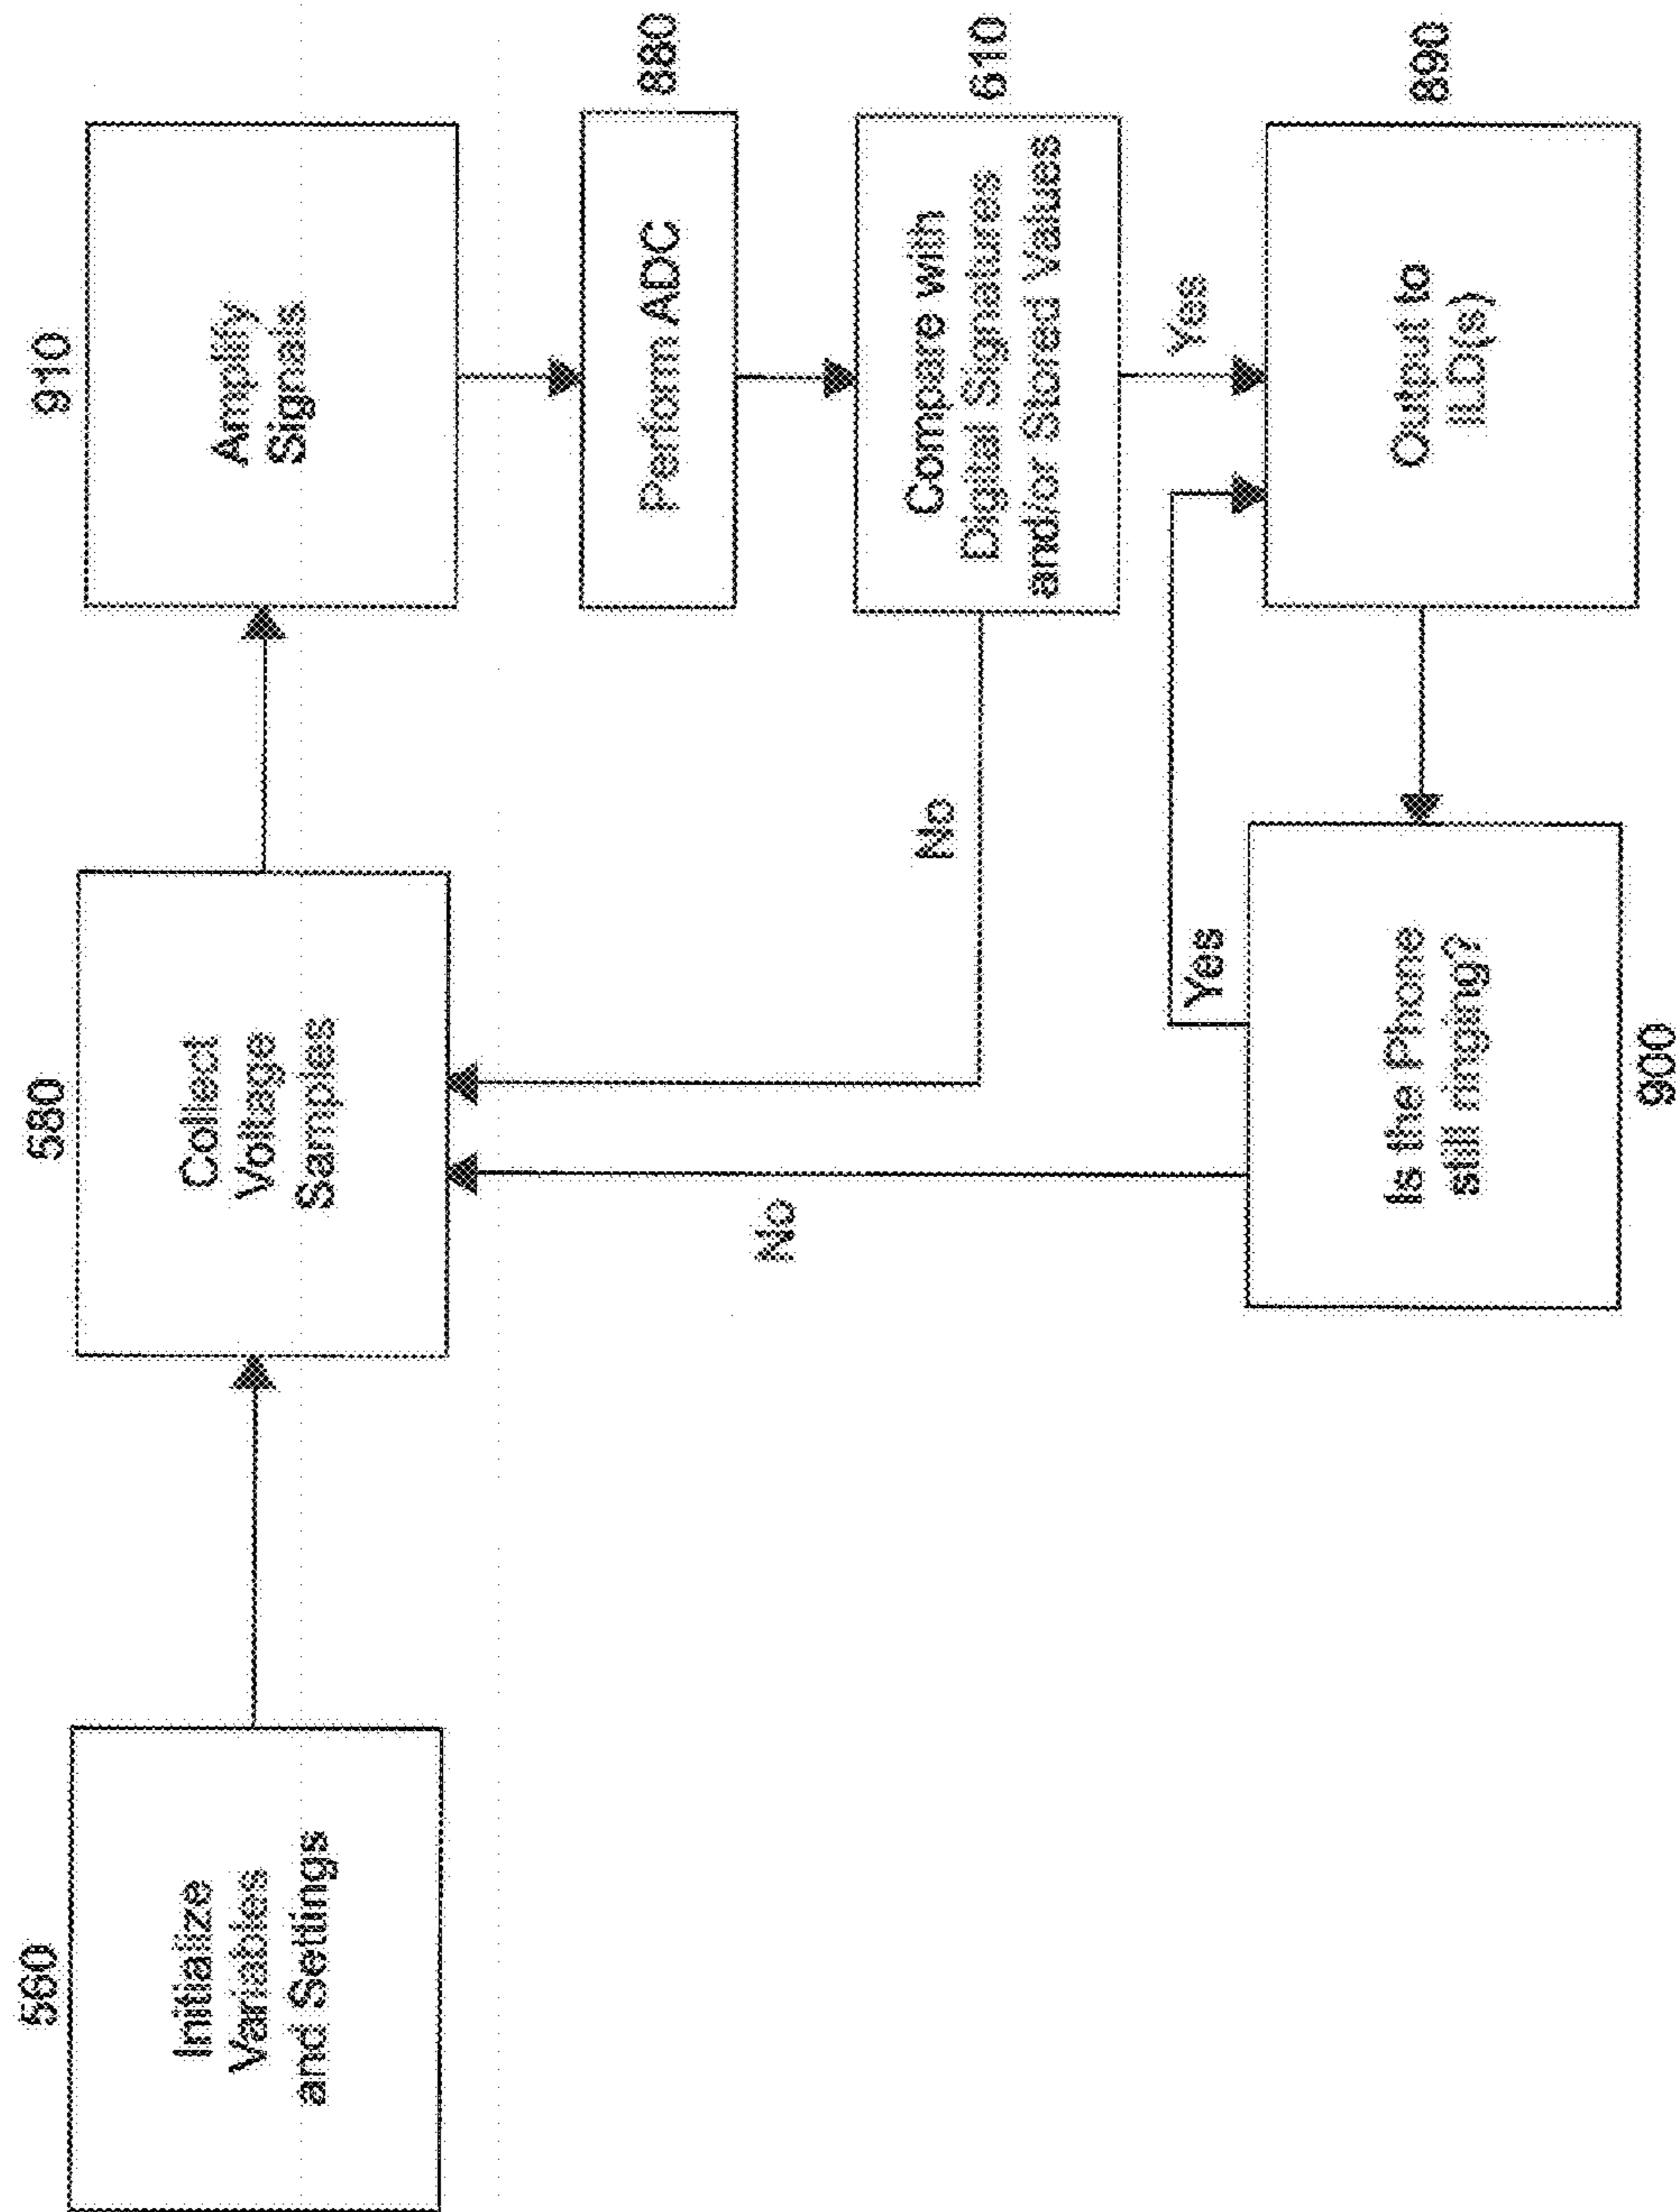 560
Initialize
Variables
and Settings
580
Collect
Voltage
Samples
910
Amplify
Signals
Perform ADC
880
Compare with
Digital Signatures
and/or Stored Values
610
No
Yes
Output to
ILD(s)
890
Is the Phone
still ringing?
900
Yes
No